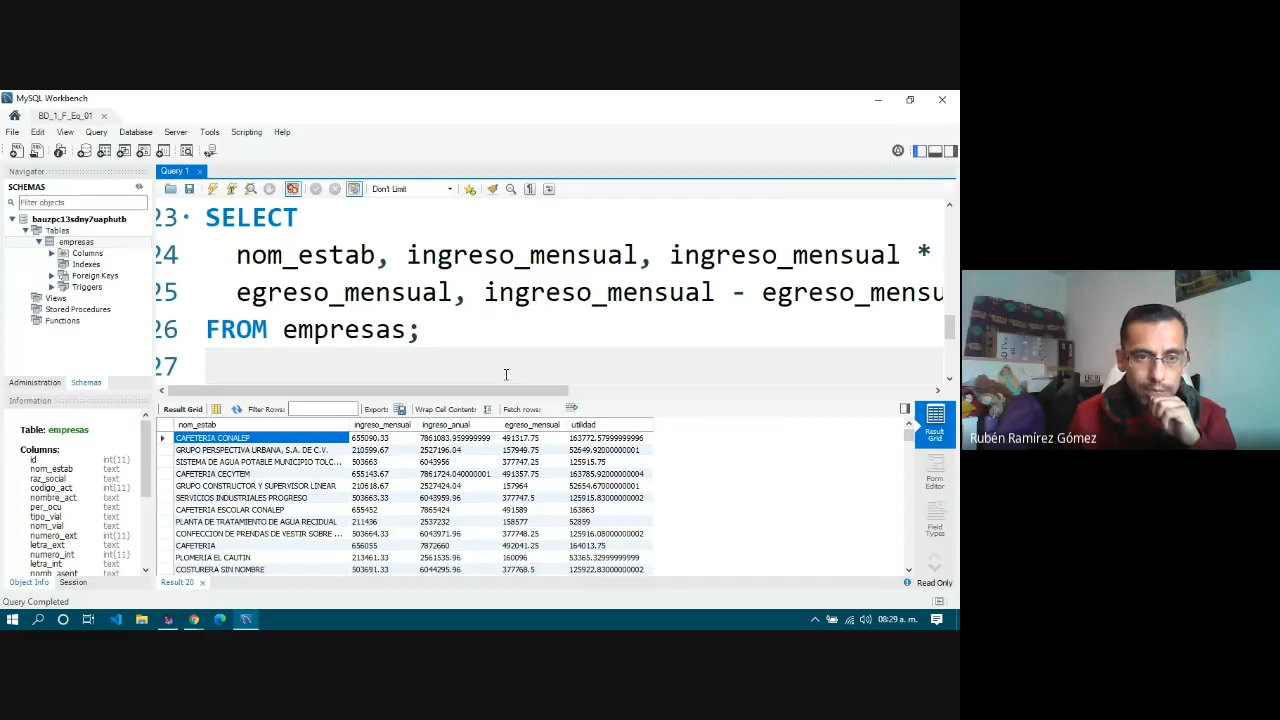 MySQL Workbench
BD_1_F_Eq_01
File Edit View Query Database Server Tools Scripting Help
Navigator
SCHEMAS
Filter objects
bauzpc13sdny7uaphutb
Tables
empresas
Columns
Indexes
Foreign Keys
Triggers
Views
Stored Procedures
Functions
Administration Schemas
Information
Table: empresas
Columns:
id int(11)
nom_estab text
raz_social text
codigo_act int(11)
nombre_act text
per_ocu text
tipo_vial text
nom_vial text
numero_ext int(11)
letra_ext text
numero_int int(11)
letra_int text
nomb_asent text
Object Info Session
Query Completed
Query 1
Don't Limit
23 SELECT
24 nom_estab, ingreso_mensual, ingreso_mensual *
25 egreso_mensual, ingreso_mensual - egreso_mensu
26 FROM empresas;
27
Result Grid Filter Rows: Export: Wrap Cell Content: Fetch rows:
nom_estab ingreso_mensual ingreso_anual egreso_mensual utilidad
CAFETERIA CONALEP 655090.33 7861083.959999999 491317.75 163772.57999999996
GRUPO PERSPECTIVA URBANA, S.A. DE C.V. 210599.67 2527196.04 157949.75 52649.92000000001
SISTEMA DE AGUA POTABLE MUNICIPIO TOLC... 503663 6043956 377747.25 125915.75
CAFETERIA CECYTEM 655143.67 7861724.040000001 491357.75 163785.92000000004
GRUPO CONSTRUCTOR Y SUPERVISOR LINEAR 210618.67 2527424.04 157964 52654.67000000001
SERVICIOS INDUSTRIALES PROGRESO 503663.33 6043959.96 377747.5 125915.83000000002
CAFETERIA ESCOLAR CONALEP 655452 7865424 491589 163863
PLANTA DE TRATAMIENTO DE AGUA RECIDUAL 211436 2537232 158577 52859
CONFECCION DE PRENDAS DE VESTIR SOBRE ... 503664.33 6043971.96 377748.25 125916.08000000002
CAFETERIA 656055 7872660 492041.25 164013.75
PLOMERIA EL CAUTIN 213461.33 2561535.96 160096 53365.32999999999
COSTURERA SIN NOMBRE 503691.33 6044295.96 377768.5 125922.83000000002
Result 20
Result
Grid
Form
Editor
Field
Types
Read Only
08:29 a. m.
Rubén Ramírez Gómez